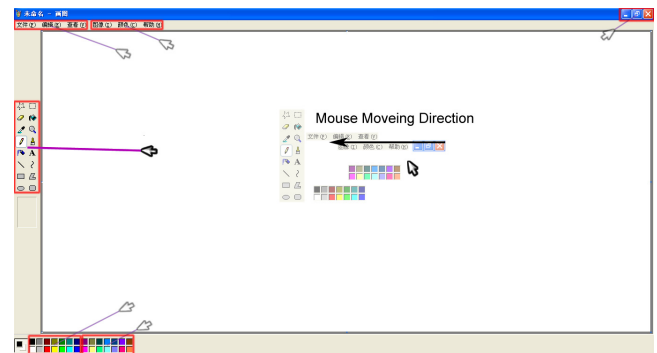 未命名 - 画图
文件(F) 编辑(E) 查看(V) 图像(I) 颜色(C) 帮助(H)
Mouse Moveing Direction
文件(F) 编辑(E) 查看(V)
图像(I) 颜色(C) 帮助(H)